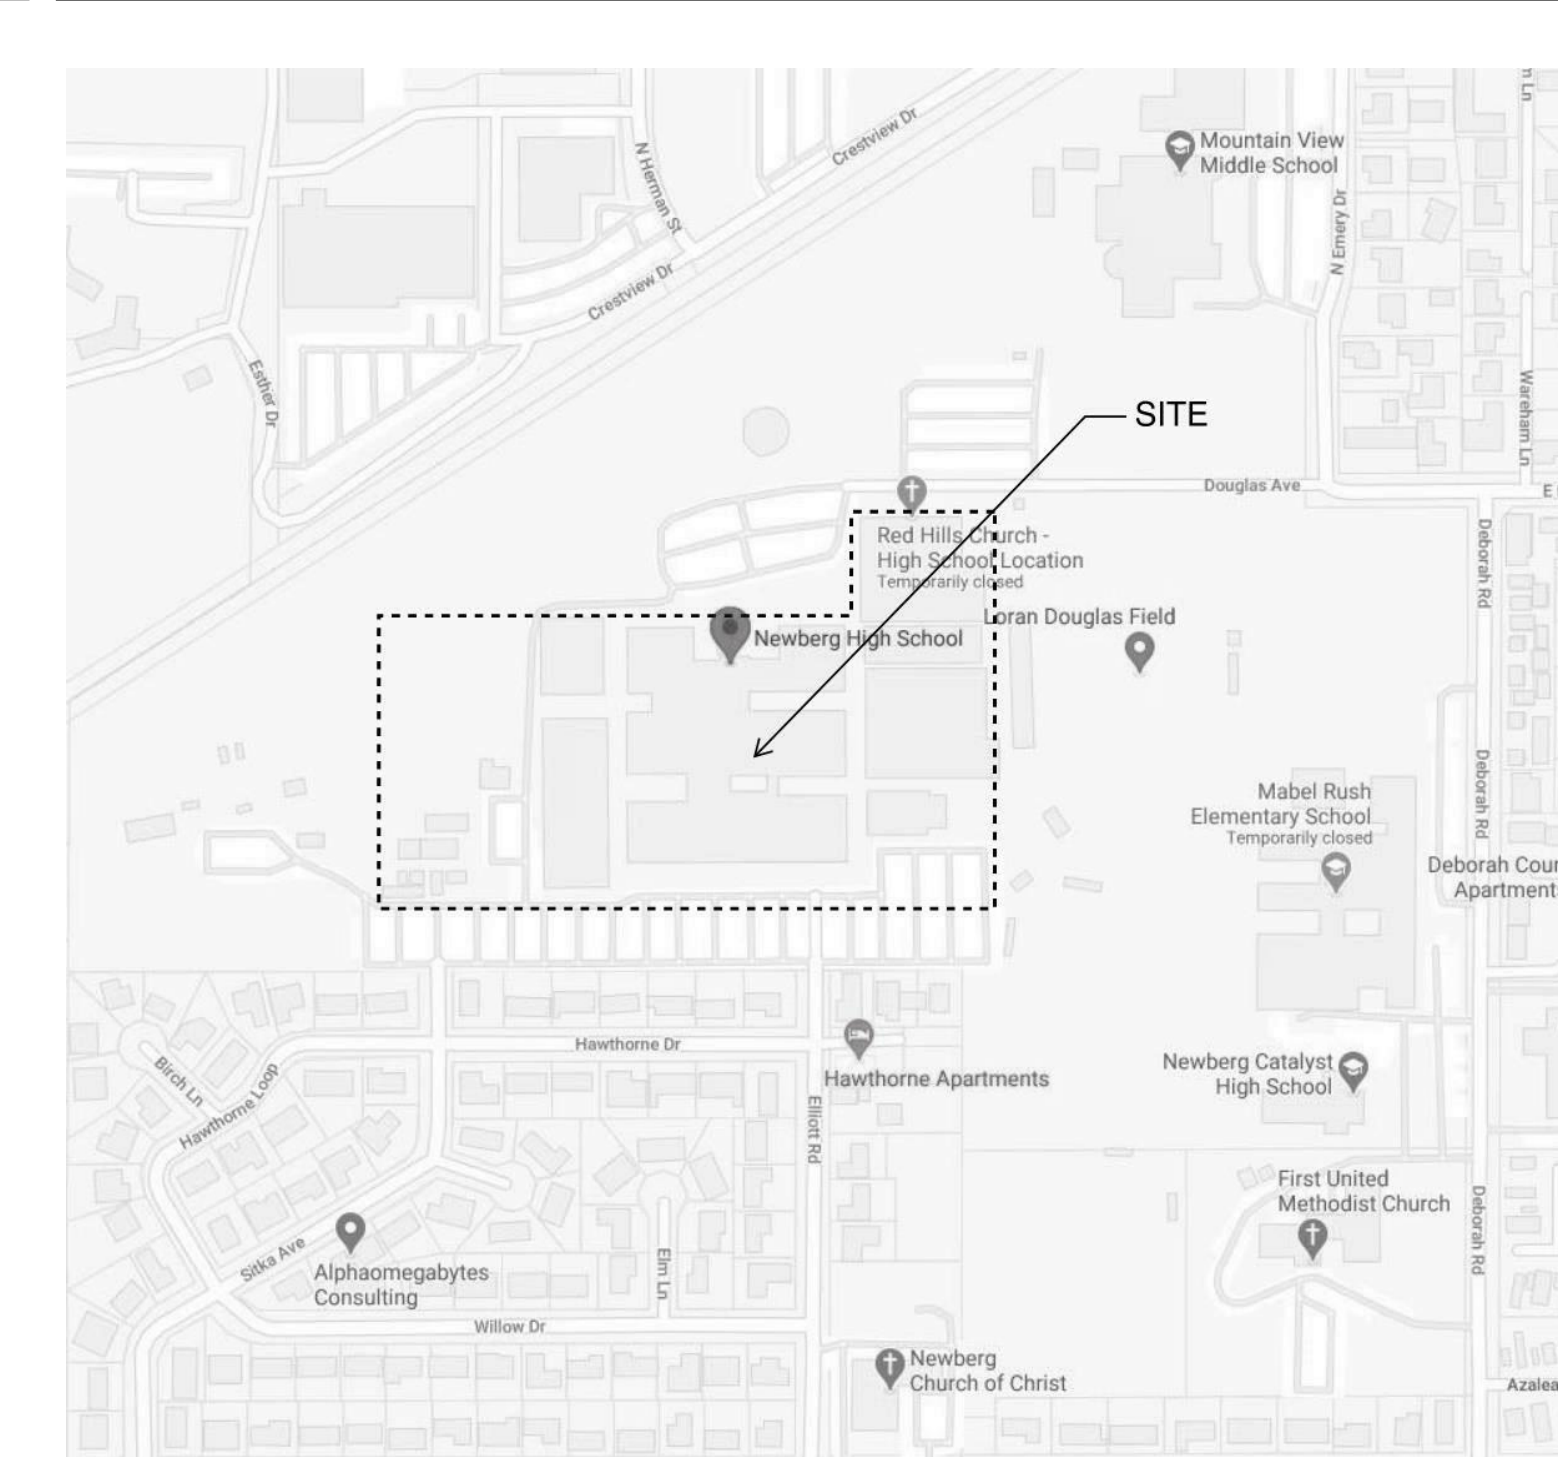 m Ln
Crestview Dr
Mountain View
Middle School
N Herman St
N Emery Dr
Crestview Dr
Esther Dr
Wareham Ln
SITE
Douglas Ave
E
Red Hills Church -
High School Location
Temporarily closed
Deborah Rd
Loran Douglas Field
Newberg High School
Deborah Rd
Mabel Rush
Elementary School
Temporarily closed
Deborah Cour
Apartment
Hawthorne Dr
Birch Ln
Hawthorne Loop
Hawthorne Apartments
Newberg Catalyst
High School
Elliott Rd
First United
Methodist Church
Deborah Rd
Sitka Ave
Alphaomegabytes
Consulting
Elm Ln
Willow Dr
Newberg
Church of Christ
Azalea